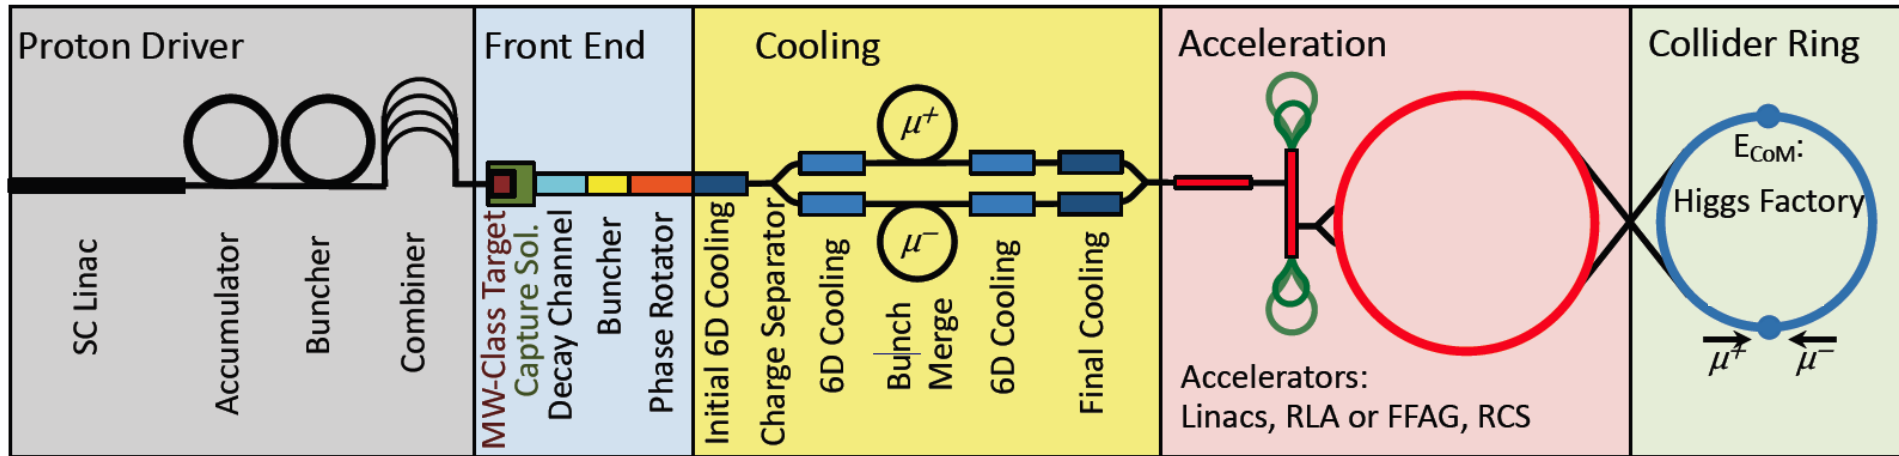 Proton Driver
SC Linac
Accumulator
Buncher
Combiner
Front End
MW-Class Target
Capture Sol.
Decay Channel
Buncher
Phase Rotator
Cooling
μ+
μ−
Initial 6D Cooling
Charge Separator
6D Cooling
Bunch
Merge
6D Cooling
Final Cooling
Acceleration
Accelerators:
Linacs, RLA or FFAG, RCS
Collider Ring
ECoM:
Higgs Factory
μ+ μ−